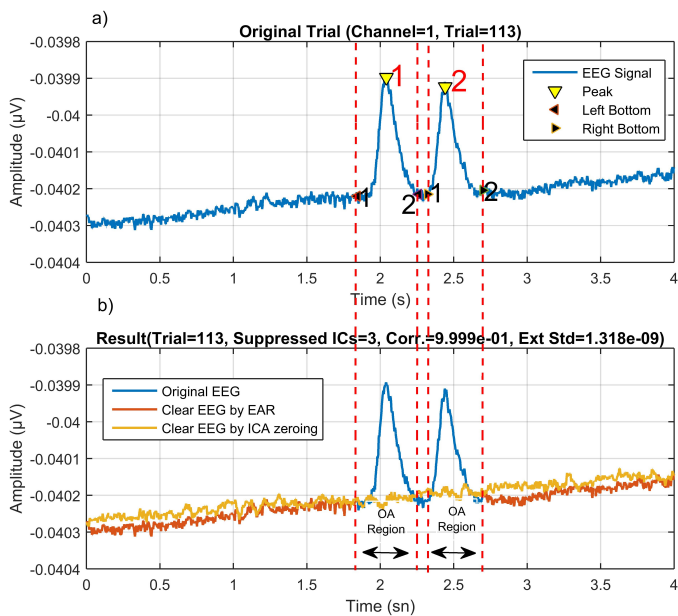 a)
Original Trial (Channel=1, Trial=113)
-0.0398
-0.0399
-0.04
-0.0401
-0.0402
-0.0403
-0.0404
Amplitude (µV)
1
2
EEG Signal
Peak
Left Bottom
Right Bottom
1
2
1
2
0
0.5
1
1.5
2
2.5
3
3.5
4
Time (s)
b)
Result(Trial=113, Suppressed ICs=3, Corr.=9.999e-01, Ext Std=1.318e-09)
-0.0398
-0.0399
-0.04
-0.0401
-0.0402
-0.0403
-0.0404
Amplitude (µV)
Original EEG
Clear EEG by EAR
Clear EEG by ICA zeroing
OA
Region
OA
Region
0
0.5
1
1.5
2
2.5
3
3.5
4
Time (sn)